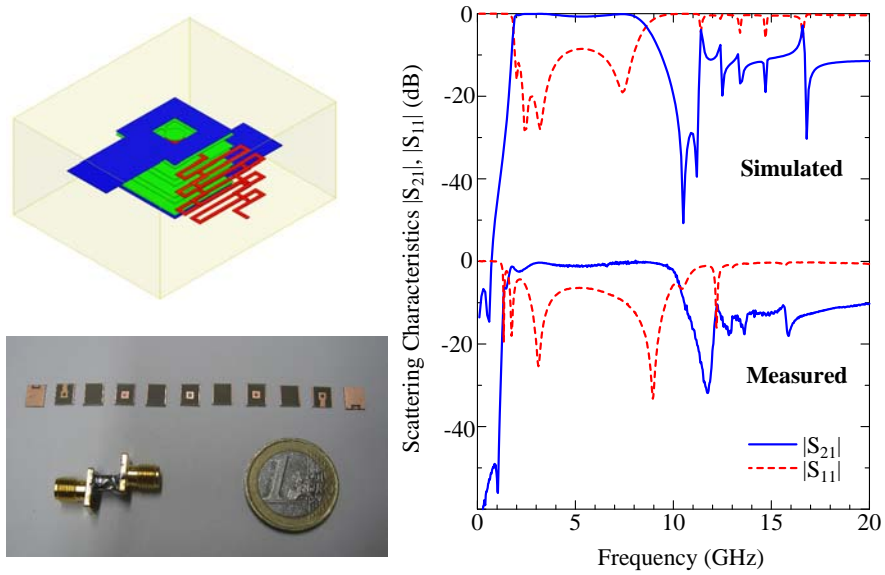 Scattering Characteristics |S21|, |S11| (dB)
0
-20
-40
0
-20
-40
Simulated
Measured
|S21|
|S11|
0 5 10 15 20
Frequency (GHz)
1